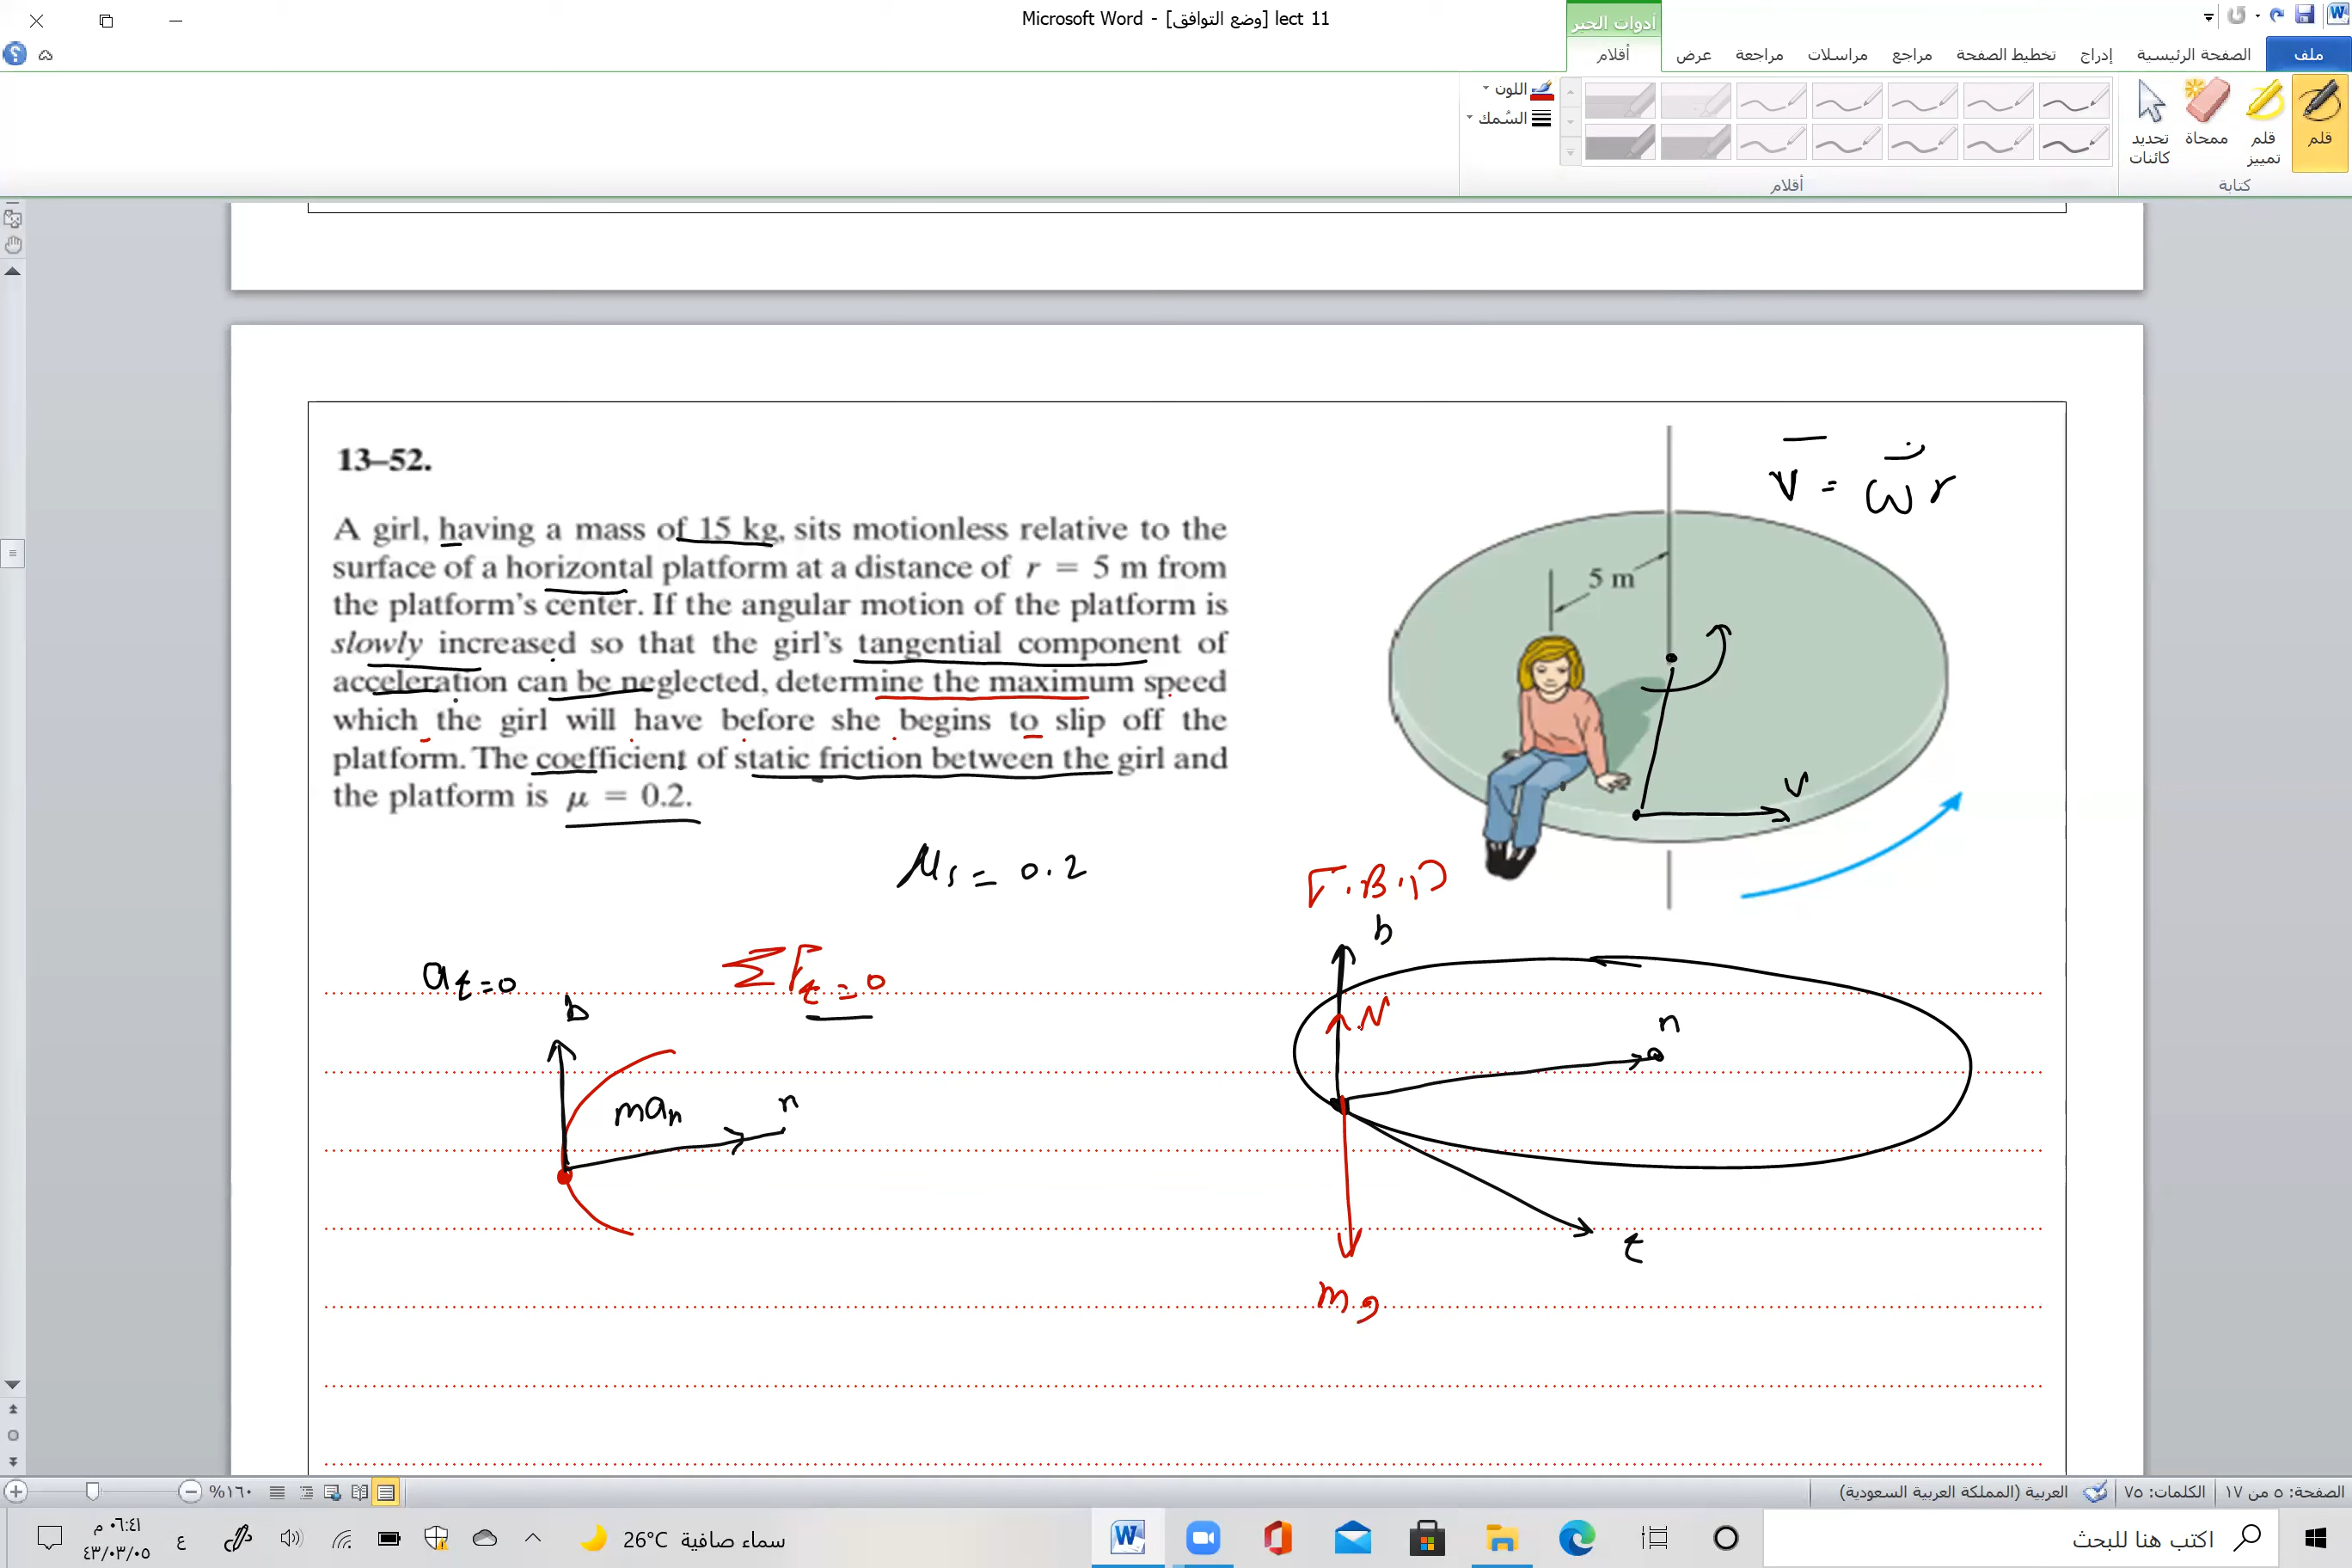 lect 11 [وضع التوافق] - Microsoft Word
أدوات الحبر
ملف
الصفحة الرئيسية
إدراج
تخطيط الصفحة
مراجع
مراسلات
مراجعة
عرض
أقلام
قلم
قلم تمييز
ممحاة
تحديد كائنات
اللون
السُمك
كتابة
أقلام
13–52.
A girl, having a mass of 15 kg, sits motionless relative to the
surface of a horizontal platform at a distance of r = 5 m from
the platform's center. If the angular motion of the platform is
slowly increased so that the girl's tangential component of
acceleration can be neglected, determine the maximum speed
which the girl will have before she begins to slip off the
platform. The coefficient of static friction between the girl and
the platform is μ = 0.2.
v = ω r
5 m
v
μs = 0.2
F.B.D
b
at = 0
ΣFt = 0
b
N
n
man
n
t
mg
الصفحة: ٥ من ١٧
الكلمات: ٧٥
العربية (المملكة العربية السعودية)
%١٦٠
اكتب هنا للبحث
26°C سماء صافية
ع
٠٦:٤١ م
٤٣/٠٣/٠٥